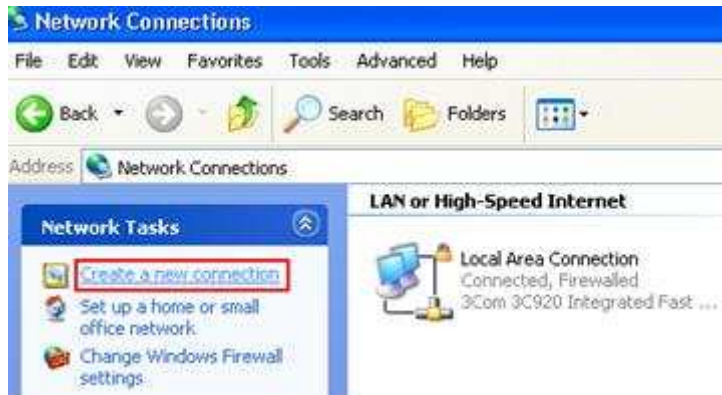 Network Connections
File Edit View Favorites Tools Advanced Help
Back Search Folders
Address Network Connections
Network Tasks
Create a new connection
Set up a home or small
office network
Change Windows Firewall
settings
LAN or High-Speed Internet
Local Area Connection
Connected, Firewalled
3Com 3C920 Integrated Fast ...